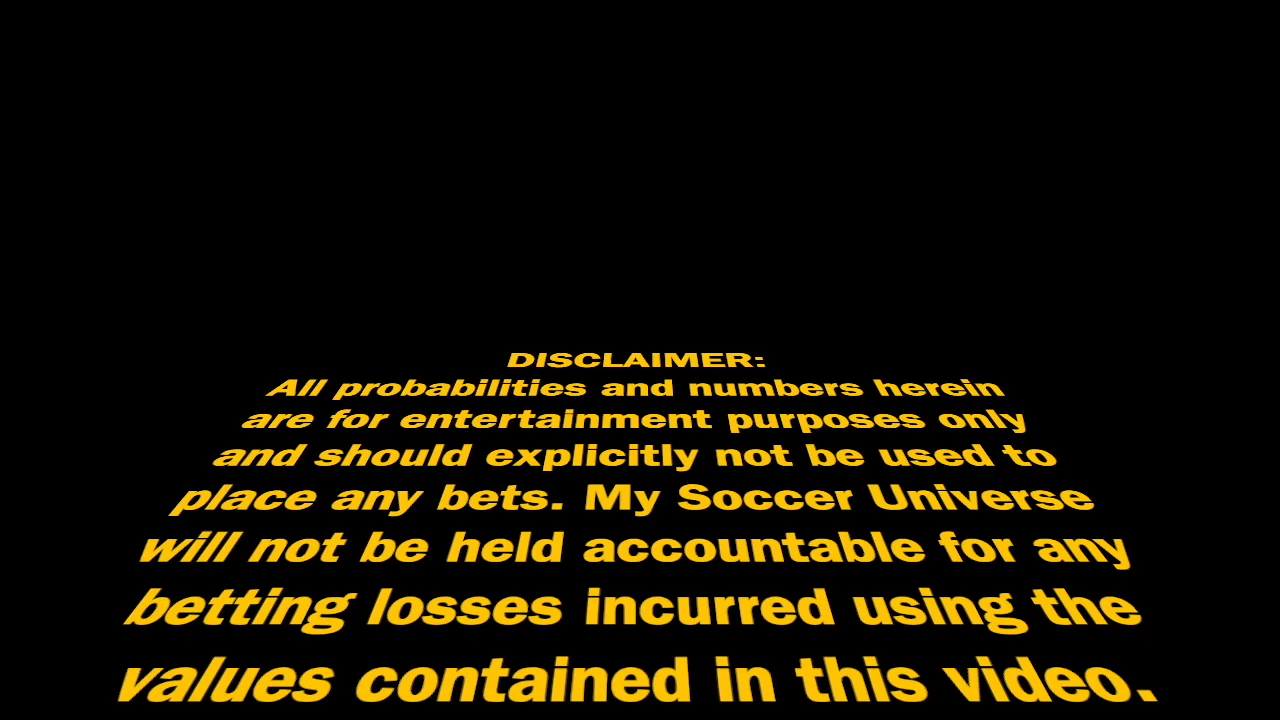 DISCLAIMER:
All probabilities and numbers herein
are for entertainment purposes only
and should explicitly not be used to
place any bets. My Soccer Universe
will not be held accountable for any
betting losses incurred using the
values contained in this video.